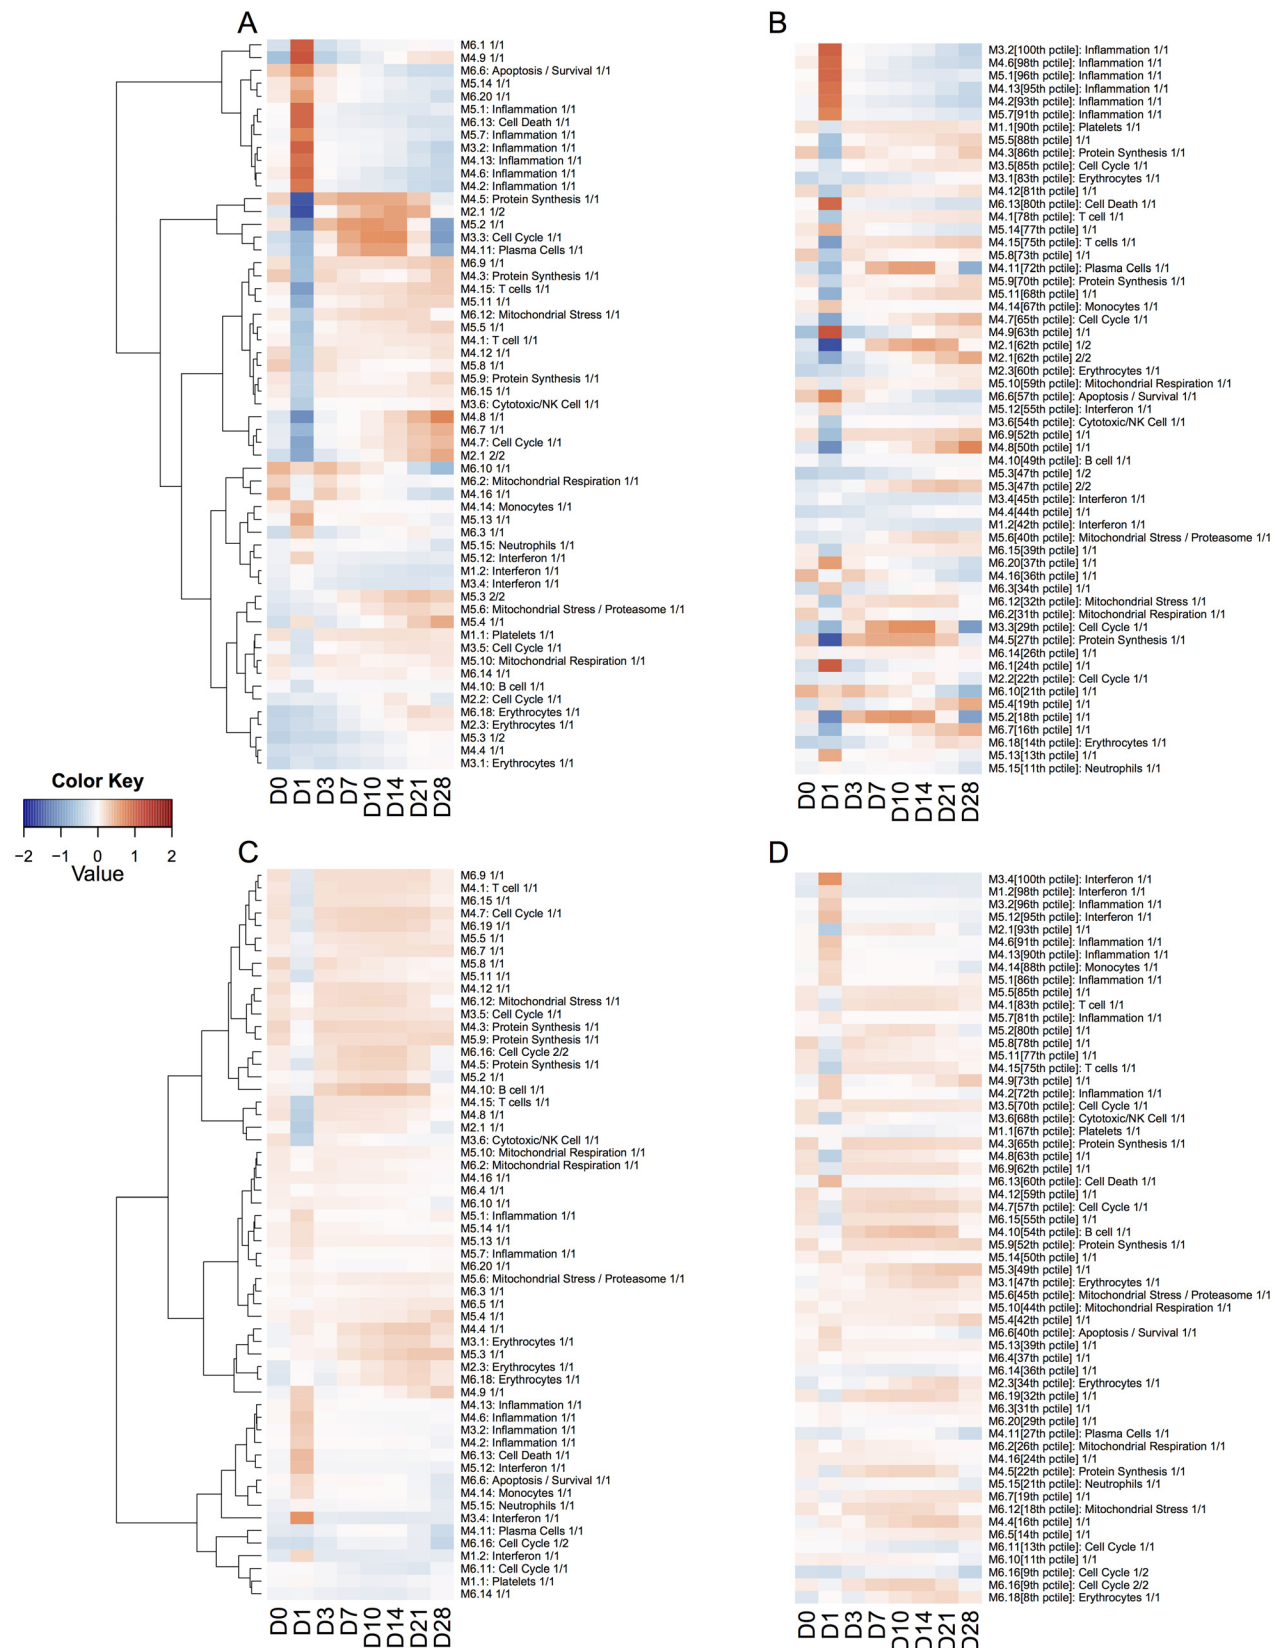 A
M6.1 1/1
M4.9 1/1
M6.6: Apoptosis / Survival 1/1
M5.14 1/1
M6.20 1/1
M5.1: Inflammation 1/1
M6.13: Cell Death 1/1
M5.7: Inflammation 1/1
M3.2: Inflammation 1/1
M4.13: Inflammation 1/1
M4.6: Inflammation 1/1
M4.2: Inflammation 1/1
M4.5: Protein Synthesis 1/1
M2.1 1/2
M5.2 1/1
M3.3: Cell Cycle 1/1
M4.11: Plasma Cells 1/1
M6.9 1/1
M4.3: Protein Synthesis 1/1
M4.15: T cells 1/1
M5.11 1/1
M6.12: Mitochondrial Stress 1/1
M5.5 1/1
M4.1: T cell 1/1
M4.12 1/1
M5.8 1/1
M5.9: Protein Synthesis 1/1
M6.15 1/1
M3.6: Cytotoxic/NK Cell 1/1
M4.8 1/1
M6.7 1/1
M4.7: Cell Cycle 1/1
M2.1 2/2
M6.10 1/1
M6.2: Mitochondrial Respiration 1/1
M4.16 1/1
M4.14: Monocytes 1/1
M5.13 1/1
M6.3 1/1
M5.15: Neutrophils 1/1
M5.12: Interferon 1/1
M1.2: Interferon 1/1
M3.4: Interferon 1/1
M5.3 2/2
M5.6: Mitochondrial Stress / Proteasome 1/1
M5.4 1/1
M1.1: Platelets 1/1
M3.5: Cell Cycle 1/1
M5.10: Mitochondrial Respiration 1/1
M6.14 1/1
M4.10: B cell 1/1
M2.2: Cell Cycle 1/1
M6.18: Erythrocytes 1/1
M2.3: Erythrocytes 1/1
M5.3 1/2
M4.4 1/1
M3.1: Erythrocytes 1/1
D0 D1 D3 D7 D10 D14 D21 D28
B
M3.2[100th pctile]: Inflammation 1/1
M4.6[98th pctile]: Inflammation 1/1
M5.1[96th pctile]: Inflammation 1/1
M4.13[95th pctile]: Inflammation 1/1
M4.2[93th pctile]: Inflammation 1/1
M5.7[91th pctile]: Inflammation 1/1
M1.1[90th pctile]: Platelets 1/1
M5.5[88th pctile] 1/1
M4.3[86th pctile]: Protein Synthesis 1/1
M3.5[85th pctile]: Cell Cycle 1/1
M3.1[83th pctile]: Erythrocytes 1/1
M4.12[81th pctile] 1/1
M6.13[80th pctile]: Cell Death 1/1
M4.1[78th pctile]: T cell 1/1
M5.14[77th pctile] 1/1
M4.15[75th pctile]: T cells 1/1
M5.8[73th pctile] 1/1
M4.11[72th pctile]: Plasma Cells 1/1
M5.9[70th pctile]: Protein Synthesis 1/1
M5.11[68th pctile] 1/1
M4.14[67th pctile]: Monocytes 1/1
M4.7[65th pctile]: Cell Cycle 1/1
M4.9[63th pctile] 1/1
M2.1[62th pctile] 1/2
M2.1[62th pctile] 2/2
M2.3[60th pctile]: Erythrocytes 1/1
M5.10[59th pctile]: Mitochondrial Respiration 1/1
M6.6[57th pctile]: Apoptosis / Survival 1/1
M5.12[55th pctile]: Interferon 1/1
M3.6[54th pctile]: Cytotoxic/NK Cell 1/1
M6.9[52th pctile] 1/1
M4.8[50th pctile] 1/1
M4.10[49th pctile]: B cell 1/1
M5.3[47th pctile] 1/2
M5.3[47th pctile] 2/2
M3.4[45th pctile]: Interferon 1/1
M4.4[44th pctile] 1/1
M1.2[42th pctile]: Interferon 1/1
M5.6[40th pctile]: Mitochondrial Stress / Proteasome 1/1
M6.15[39th pctile] 1/1
M6.20[37th pctile] 1/1
M4.16[36th pctile] 1/1
M6.3[34th pctile] 1/1
M6.12[32th pctile]: Mitochondrial Stress 1/1
M6.2[31th pctile]: Mitochondrial Respiration 1/1
M3.3[29th pctile]: Cell Cycle 1/1
M4.5[27th pctile]: Protein Synthesis 1/1
M6.14[26th pctile] 1/1
M6.1[24th pctile] 1/1
M2.2[22th pctile]: Cell Cycle 1/1
M6.10[21th pctile] 1/1
M5.4[19th pctile] 1/1
M5.2[18th pctile] 1/1
M6.7[16th pctile] 1/1
M6.18[14th pctile]: Erythrocytes 1/1
M5.13[13th pctile] 1/1
M5.15[11th pctile]: Neutrophils 1/1
D0 D1 D3 D7 D10 D14 D21 D28
Color Key
−2 −1 0 1 2
Value
C
M6.9 1/1
M4.1: T cell 1/1
M6.15 1/1
M4.7: Cell Cycle 1/1
M6.19 1/1
M5.5 1/1
M6.7 1/1
M5.8 1/1
M5.11 1/1
M4.12 1/1
M6.12: Mitochondrial Stress 1/1
M3.5: Cell Cycle 1/1
M4.3: Protein Synthesis 1/1
M5.9: Protein Synthesis 1/1
M6.16: Cell Cycle 2/2
M4.5: Protein Synthesis 1/1
M5.2 1/1
M4.10: B cell 1/1
M4.15: T cells 1/1
M4.8 1/1
M2.1 1/1
M3.6: Cytotoxic/NK Cell 1/1
M5.10: Mitochondrial Respiration 1/1
M6.2: Mitochondrial Respiration 1/1
M4.16 1/1
M6.4 1/1
M6.10 1/1
M5.1: Inflammation 1/1
M5.14 1/1
M5.13 1/1
M5.7: Inflammation 1/1
M6.20 1/1
M5.6: Mitochondrial Stress / Proteasome 1/1
M6.3 1/1
M6.5 1/1
M5.4 1/1
M4.4 1/1
M3.1: Erythrocytes 1/1
M5.3 1/1
M2.3: Erythrocytes 1/1
M6.18: Erythrocytes 1/1
M4.9 1/1
M4.13: Inflammation 1/1
M4.6: Inflammation 1/1
M3.2: Inflammation 1/1
M4.2: Inflammation 1/1
M6.13: Cell Death 1/1
M5.12: Interferon 1/1
M6.6: Apoptosis / Survival 1/1
M4.14: Monocytes 1/1
M5.15: Neutrophils 1/1
M3.4: Interferon 1/1
M4.11: Plasma Cells 1/1
M6.16: Cell Cycle 1/2
M1.2: Interferon 1/1
M6.11: Cell Cycle 1/1
M1.1: Platelets 1/1
M6.14 1/1
D0 D1 D3 D7 D10 D14 D21 D28
D
M3.4[100th pctile]: Interferon 1/1
M1.2[98th pctile]: Interferon 1/1
M3.2[96th pctile]: Inflammation 1/1
M5.12[95th pctile]: Interferon 1/1
M2.1[93th pctile] 1/1
M4.6[91th pctile]: Inflammation 1/1
M4.13[90th pctile]: Inflammation 1/1
M4.14[88th pctile]: Monocytes 1/1
M5.1[86th pctile]: Inflammation 1/1
M5.5[85th pctile] 1/1
M4.1[83th pctile]: T cell 1/1
M5.7[81th pctile]: Inflammation 1/1
M5.2[80th pctile] 1/1
M5.8[78th pctile] 1/1
M5.11[77th pctile] 1/1
M4.15[75th pctile]: T cells 1/1
M4.9[73th pctile] 1/1
M4.2[72th pctile]: Inflammation 1/1
M3.5[70th pctile]: Cell Cycle 1/1
M3.6[68th pctile]: Cytotoxic/NK Cell 1/1
M1.1[67th pctile]: Platelets 1/1
M4.3[65th pctile]: Protein Synthesis 1/1
M4.8[63th pctile] 1/1
M6.9[62th pctile] 1/1
M6.13[60th pctile]: Cell Death 1/1
M4.12[59th pctile] 1/1
M4.7[57th pctile]: Cell Cycle 1/1
M6.15[55th pctile] 1/1
M4.10[54th pctile]: B cell 1/1
M5.9[52th pctile]: Protein Synthesis 1/1
M5.14[50th pctile] 1/1
M5.3[49th pctile] 1/1
M3.1[47th pctile]: Erythrocytes 1/1
M5.6[45th pctile]: Mitochondrial Stress / Proteasome 1/1
M5.10[44th pctile]: Mitochondrial Respiration 1/1
M5.4[42th pctile] 1/1
M6.6[40th pctile]: Apoptosis / Survival 1/1
M5.13[39th pctile] 1/1
M6.4[37th pctile] 1/1
M6.14[36th pctile] 1/1
M2.3[34th pctile]: Erythrocytes 1/1
M6.19[32th pctile] 1/1
M6.3[31th pctile] 1/1
M6.20[29th pctile] 1/1
M4.11[27th pctile]: Plasma Cells 1/1
M6.2[26th pctile]: Mitochondrial Respiration 1/1
M4.16[24th pctile] 1/1
M4.5[22th pctile]: Protein Synthesis 1/1
M5.15[21th pctile]: Neutrophils 1/1
M6.7[19th pctile] 1/1
M6.12[18th pctile]: Mitochondrial Stress 1/1
M4.4[16th pctile] 1/1
M6.5[14th pctile] 1/1
M6.11[13th pctile]: Cell Cycle 1/1
M6.10[11th pctile] 1/1
M6.16[9th pctile]: Cell Cycle 1/2
M6.16[9th pctile]: Cell Cycle 2/2
M6.18[8th pctile]: Erythrocytes 1/1
D0 D1 D3 D7 D10 D14 D21 D28